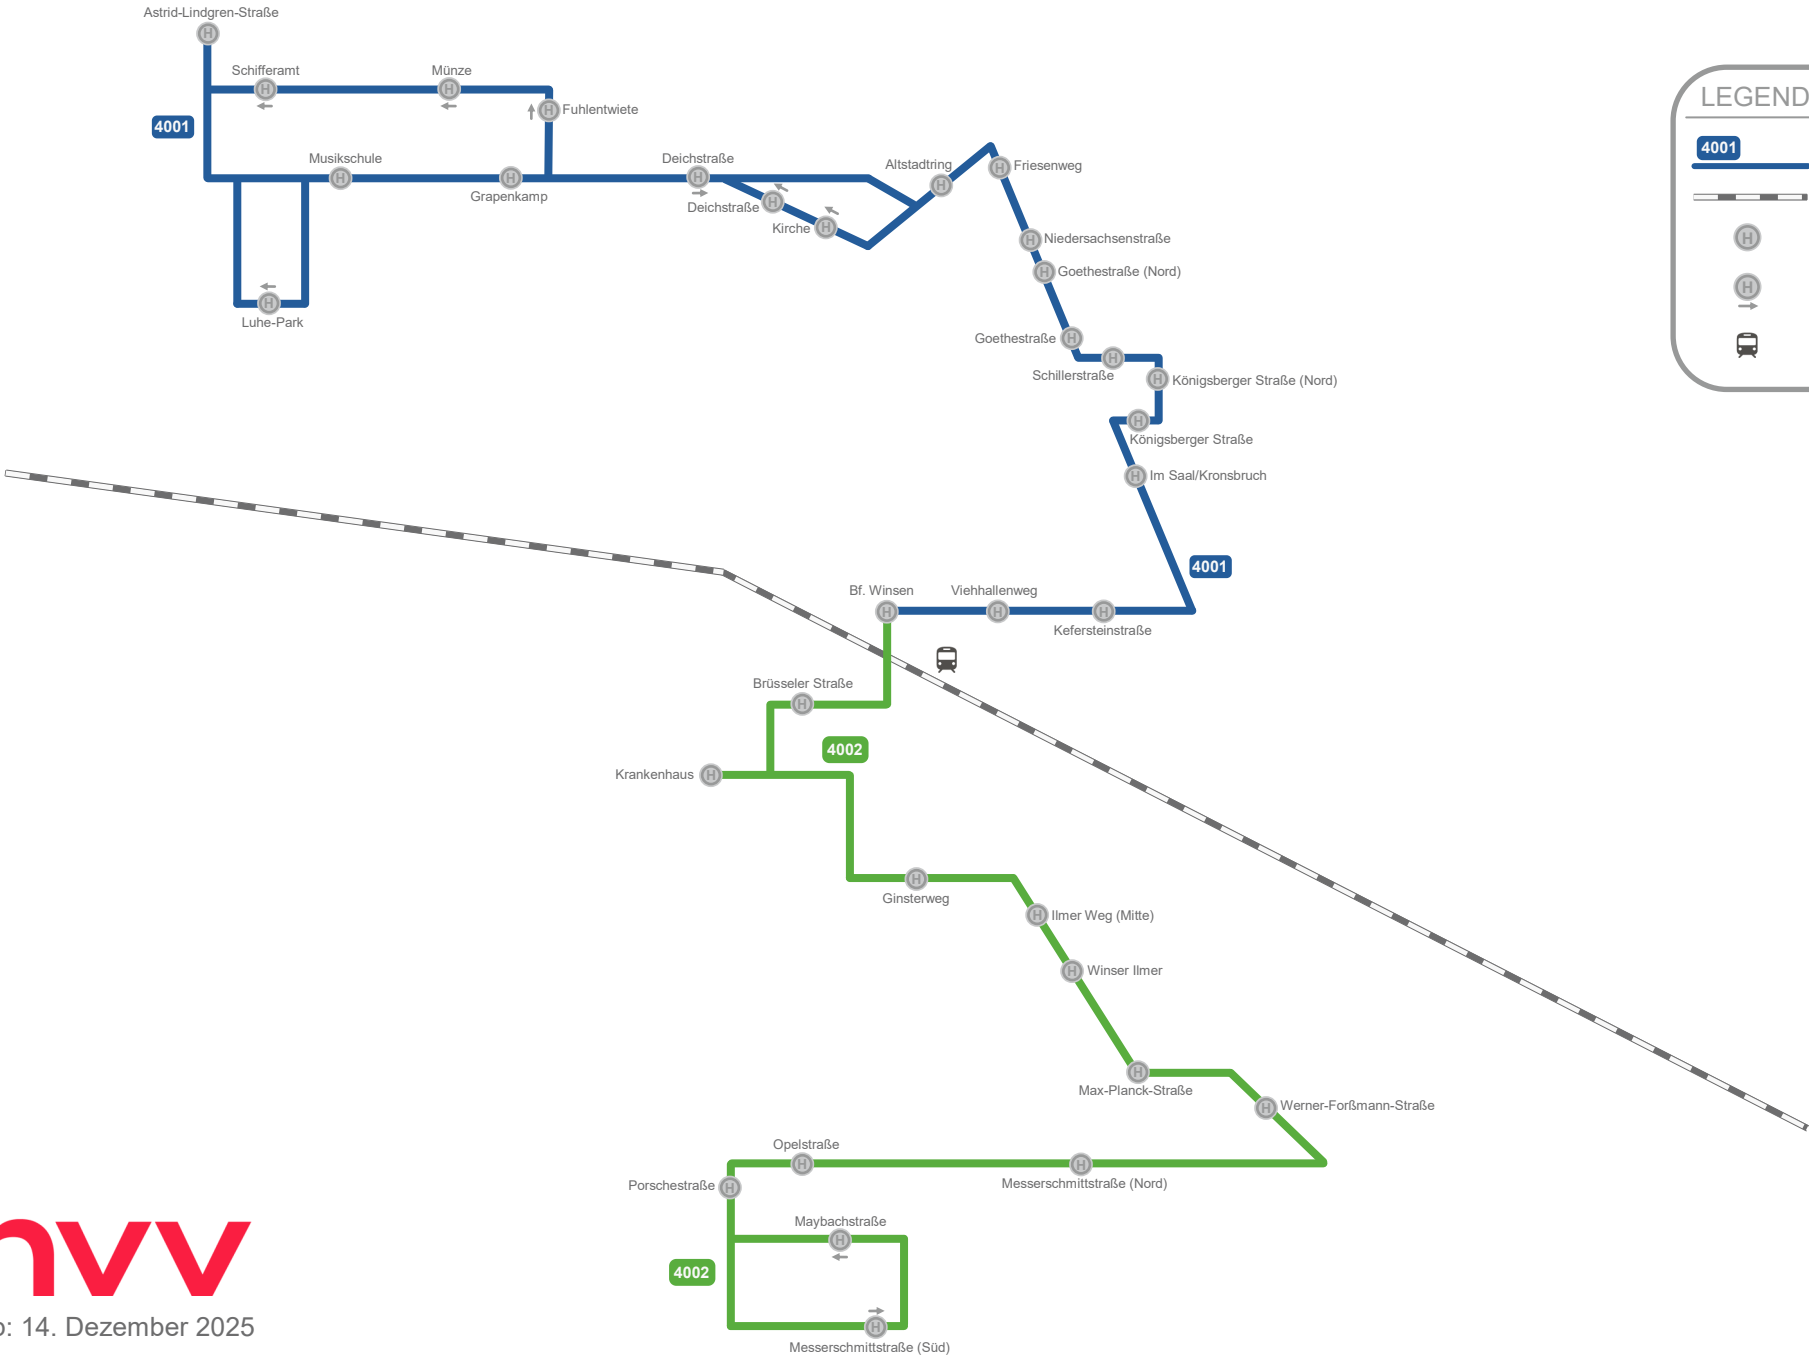 Astrid-Lindgren-Straße
Schifferamt
Münze
Fuhlentwiete
4001
Musikschule
Grapenkamp
Deichstraße
Deichstraße
Kirche
Altstadtring
Friesenweg
Luhe-Park
Niedersachsenstraße
Goethestraße (Nord)
Goethestraße
Schillerstraße
Königsberger Straße (Nord)
Königsberger Straße
Im Saal/Kronsbruch
4001
Bf. Winsen
Viehhallenweg
Kefersteinstraße
Brüsseler Straße
4002
Krankenhaus
Ginsterweg
Ilmer Weg (Mitte)
Winser Ilmer
Max-Planck-Straße
Werner-Forßmann-Straße
Opelstraße
Messerschmittstraße (Nord)
Porschestraße
Maybachstraße
4002
Messerschmittstraße (Süd)
LEGEND
4001
hvv
: 14. Dezember 2025